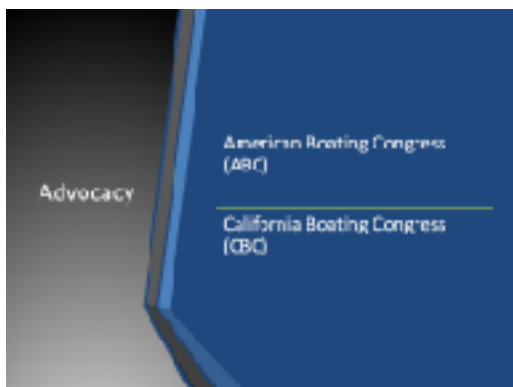 Advocacy
American Boating Congress
(ABC)
California Boating Congress
(CBC)